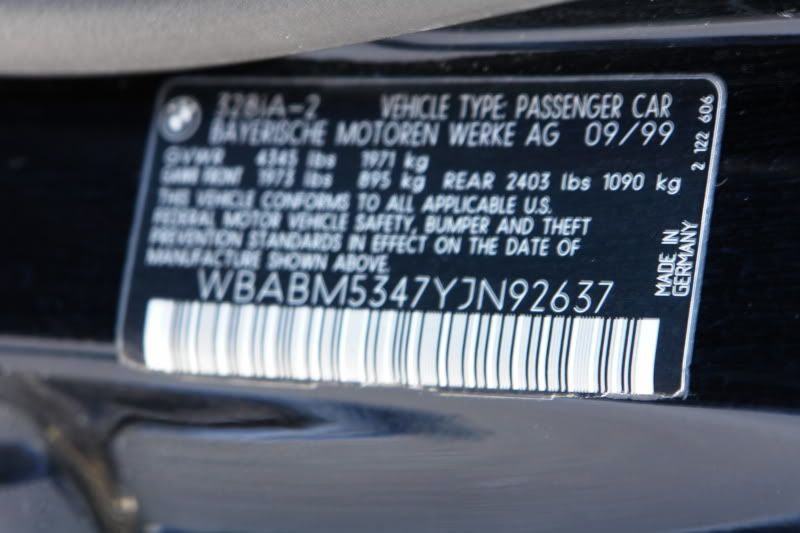 328iA-2 VEHICLE TYPE: PASSENGER CAR
BAYERISCHE MOTOREN WERKE AG 09/99
GVWR 4345 lbs 1971 kg
GAWR FRONT 1973 lbs 895 kg REAR 2403 lbs 1090 kg
THIS VEHICLE CONFORMS TO ALL APPLICABLE U.S.
FEDERAL MOTOR VEHICLE SAFETY, BUMPER AND THEFT
PREVENTION STANDARDS IN EFFECT ON THE DATE OF
MANUFACTURE SHOWN ABOVE.
WBABM5347YJN92637
2 122 606
MADE IN
GERMANY